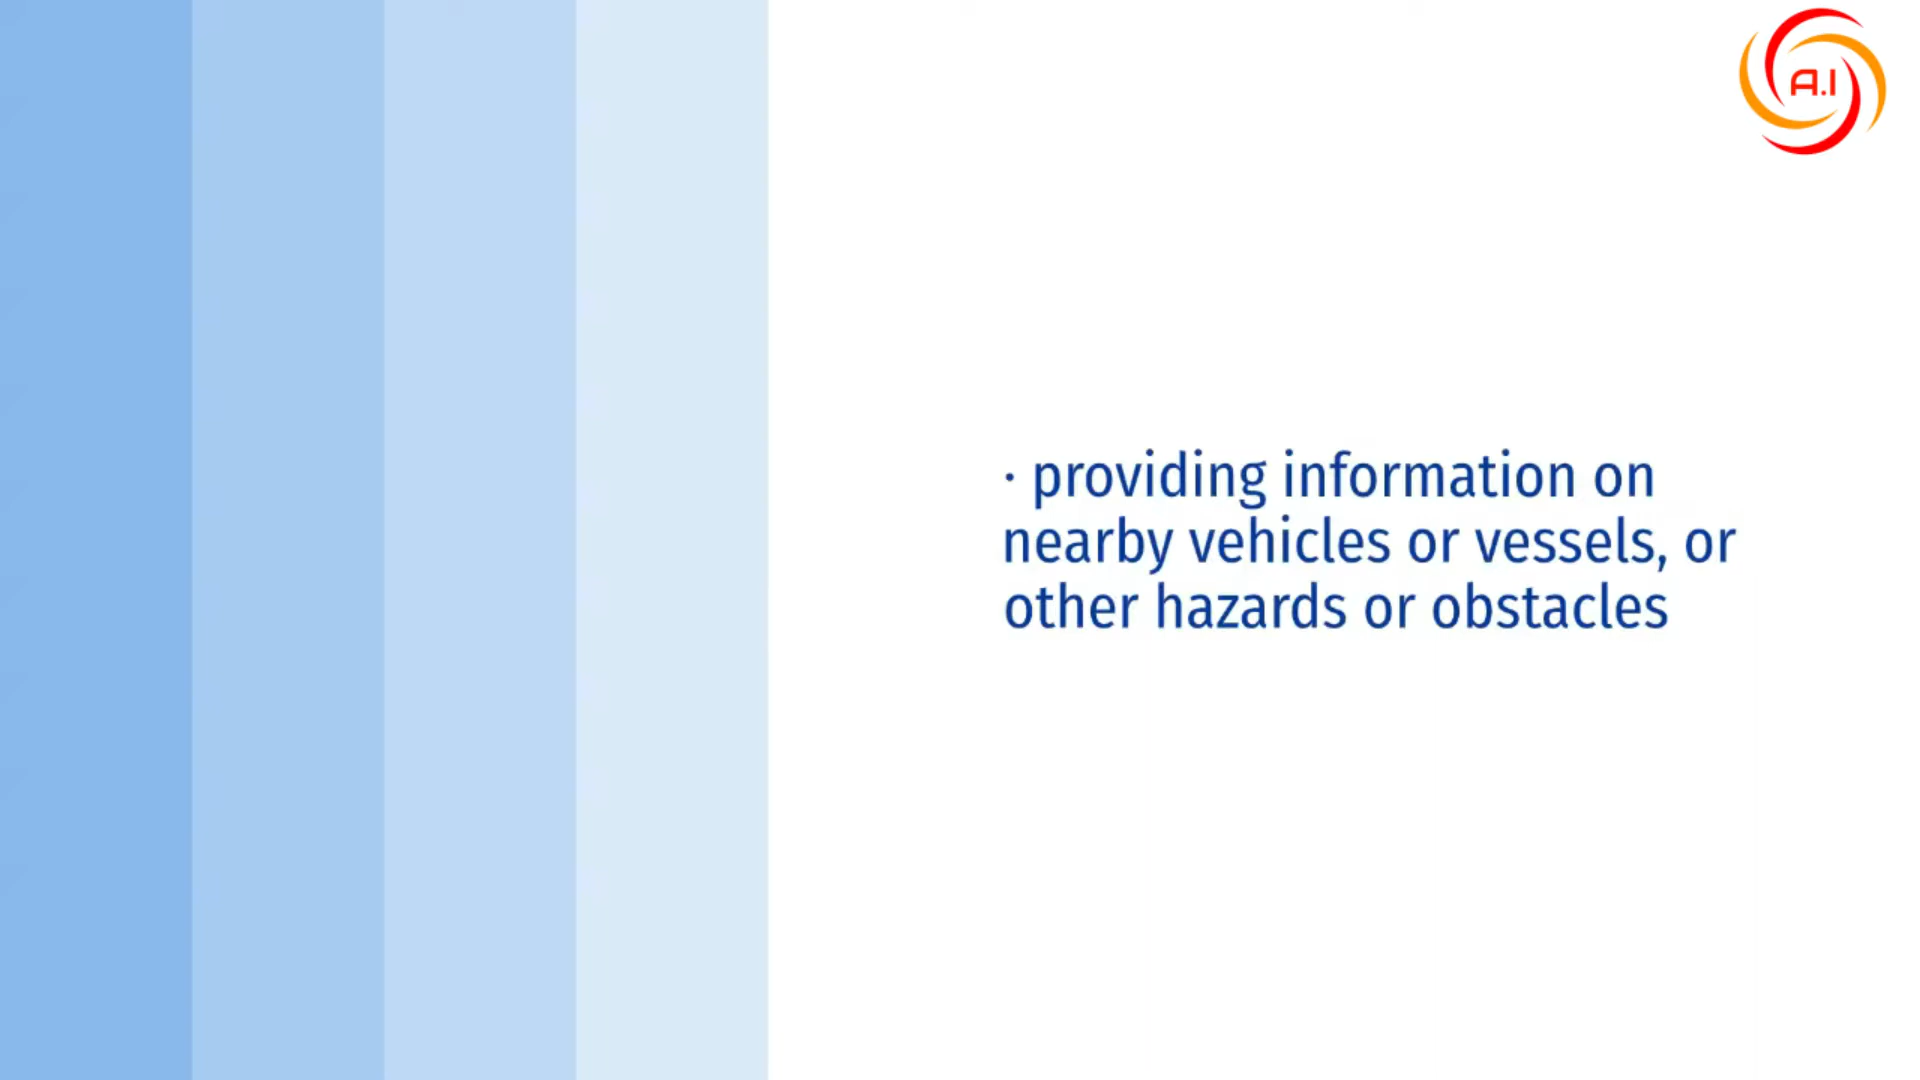 A.I
· providing information on
nearby vehicles or vessels, or
other hazards or obstacles